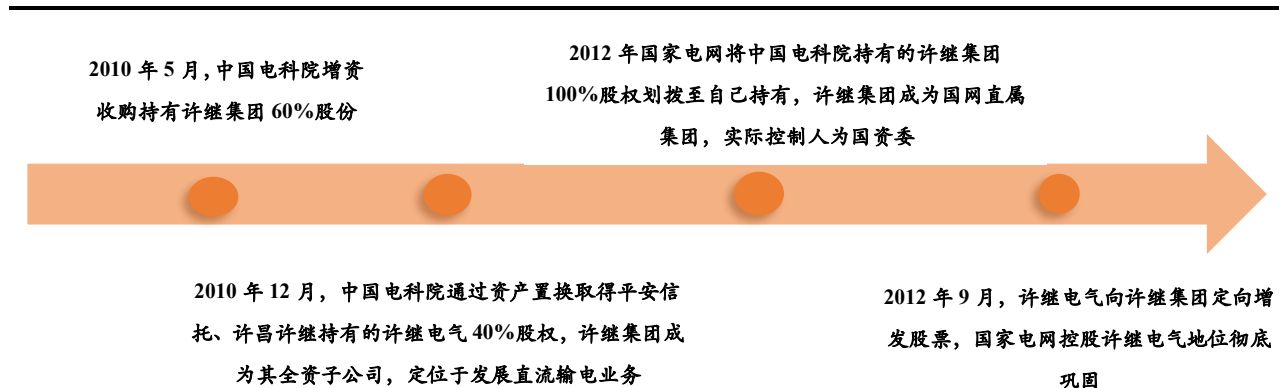 2010 年 5 月，中国电科院增资
收购持有许继集团 60%股份
2012 年国家电网将中国电科院持有的许继集团
100%股权划拨至自己持有，许继集团成为国网直属
集团，实际控制人为国资委
2010 年 12 月，中国电科院通过资产置换取得平安信
托、许昌许继持有的许继电气 40%股权，许继集团成
为其全资子公司，定位于发展直流输电业务
2012 年 9 月，许继电气向许继集团定向增
发股票，国家电网控股许继电气地位彻底
巩固